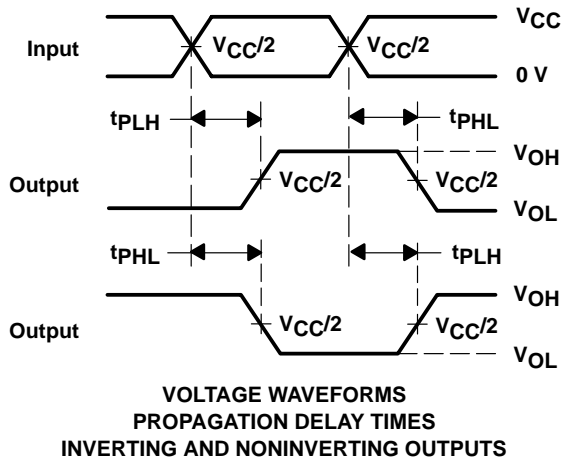 VCC
Input
VCC/2
VCC/2
0 V
tPLH
tPHL
VOH
Output
VCC/2
VCC/2
VOL
tPHL
tPLH
VOH
Output
VCC/2
VCC/2
VOL
VOLTAGE WAVEFORMS
PROPAGATION DELAY TIMES
INVERTING AND NONINVERTING OUTPUTS